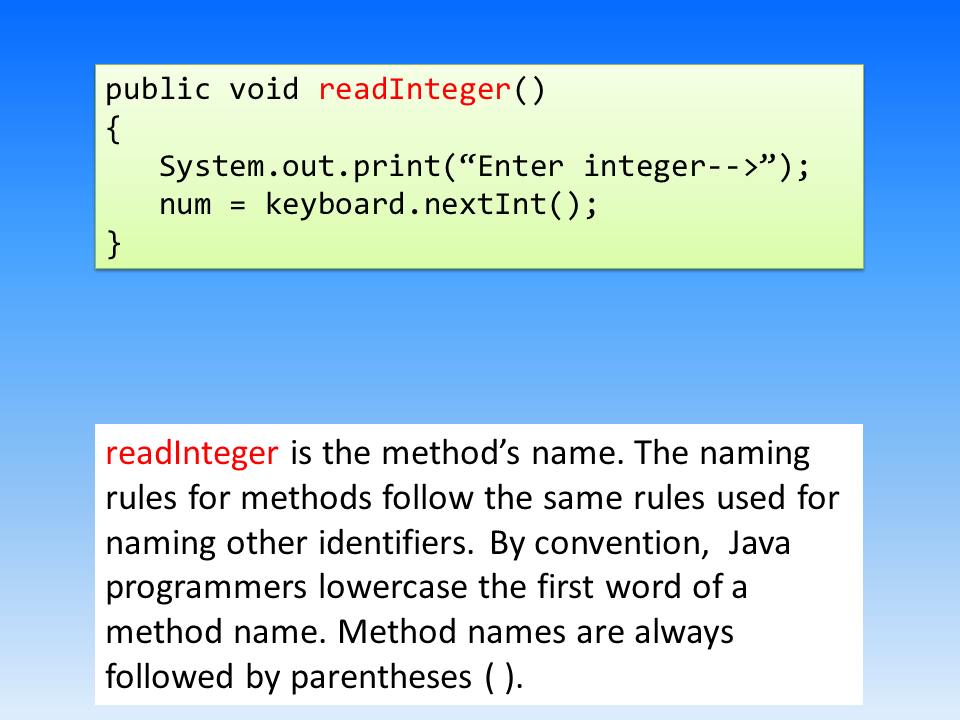 public void readInteger()
{
   System.out.print(“Enter integer-->”);
   num = keyboard.nextInt();
}
readInteger is the method’s name. The naming
rules for methods follow the same rules used for
naming other identifiers.  By convention,  Java
programmers lowercase the first word of a
method name. Method names are always
followed by parentheses ( ).